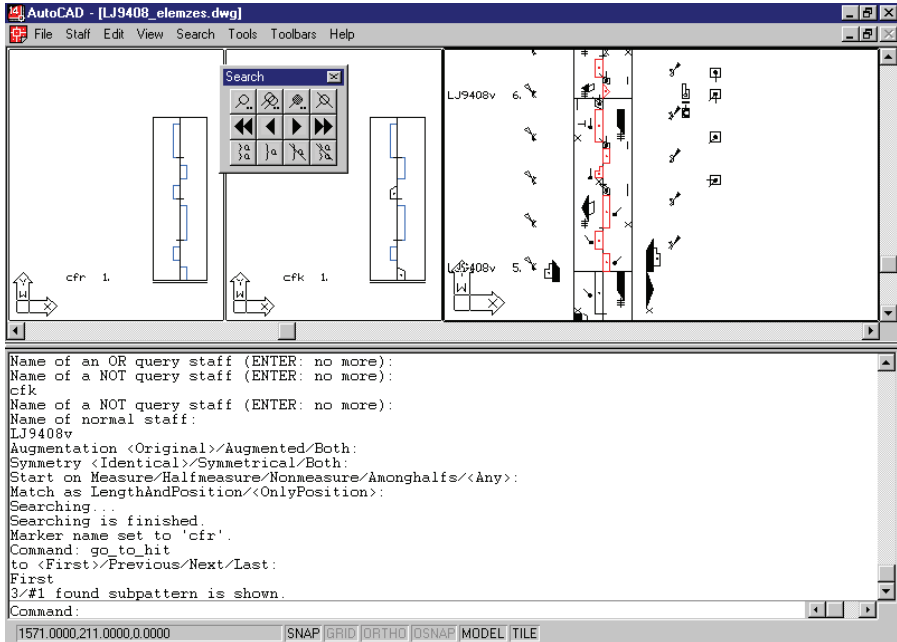 AutoCAD - [LJ9408_elemzes.dwg]
File Staff Edit View Search Tools Toolbars Help
Search
LJ9408v 6.
cfr 1.
cfk 1.
LJ9408v 5.
Y
W
X
Y
W
X
Y
W
X
Name of an OR query staff (ENTER: no more):
Name of a NOT query staff (ENTER: no more):
cfk
Name of a NOT query staff (ENTER: no more):
Name of normal staff:
LJ9408v
Augmentation <Original>/Augmented/Both:
Symmetry <Identical>/Symmetrical/Both:
Start on Measure/Halfmeasure/Nonmeasure/Amonghalfs/<Any>:
Match as LengthAndPosition/<OnlyPosition>:
Searching...
Searching is finished.
Marker name set to 'cfr'.
Command: go_to_hit
to <First>/Previous/Next/Last:
First
3/#1 found subpattern is shown.
Command:
1571.0000,211.0000,0.0000 SNAP GRID ORTHO OSNAP MODEL TILE